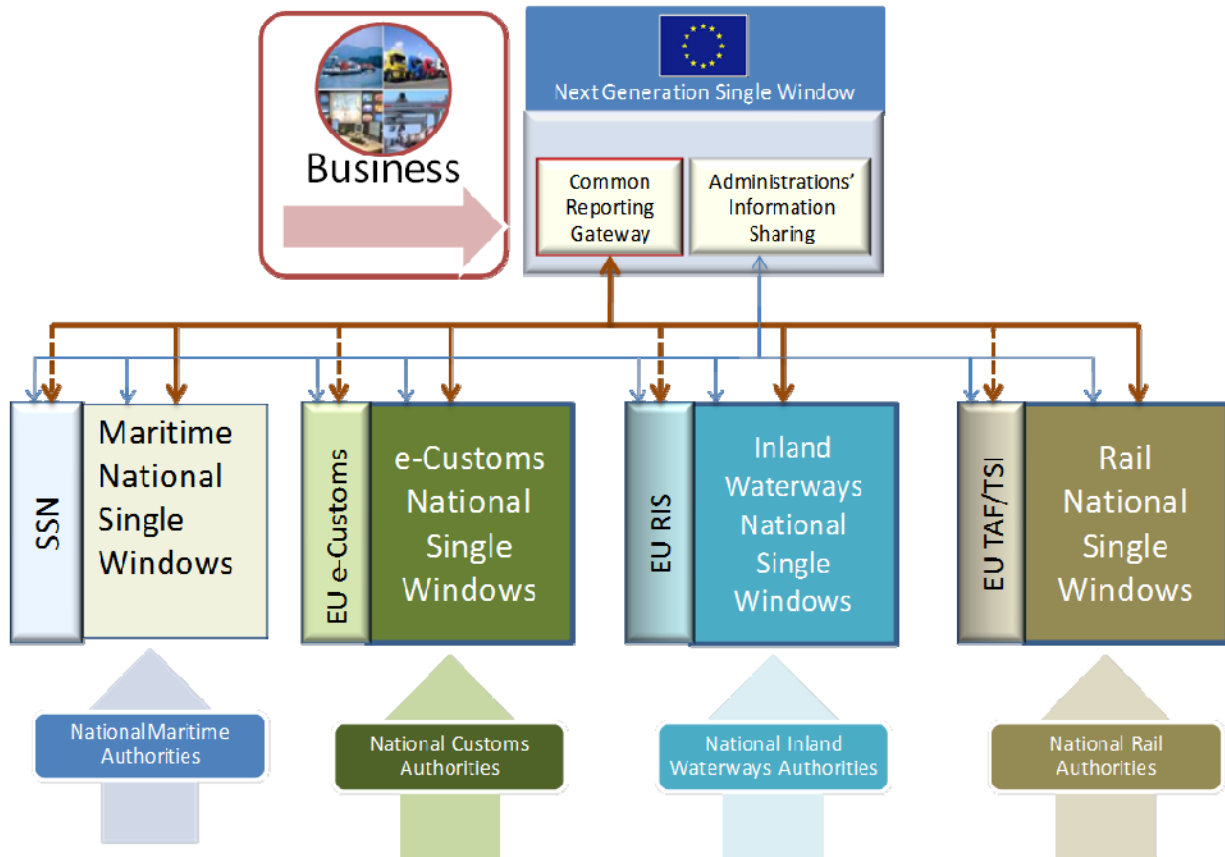 Business
Next Generation Single Window
Common
Reporting
Gateway
Administrations’
Information
Sharing
SSN
Maritime
National
Single
Windows
EU e-Customs
e-Customs
National
Single
Windows
EU RIS
Inland
Waterways
National
Single
Windows
EU TAF/TSI
Rail
National
Single
Windows
National Maritime
Authorities
National Customs
Authorities
National Inland
Waterways Authorities
National Rail
Authorities